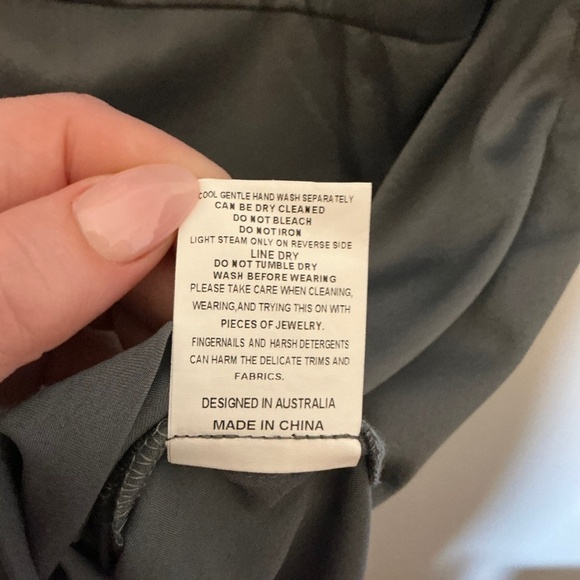 COOL GENTLE HAND WASH SEPARATELY
CAN BE DRY CLEANED
DO NOT BLEACH
DO NOT IRON
LIGHT STEAM ONLY ON REVERSE SIDE
LINE DRY
DO NOT TUMBLE DRY
WASH BEFORE WEARING
PLEASE TAKE CARE WHEN CLEANING,
WEARING,AND TRYING THIS ON WITH
PIECES OF JEWELRY.
FINGERNAILS AND HARSH DETERGENTS
CAN HARM THE DELICATE TRIMS AND
FABRICS.
DESIGNED IN AUSTRALIA
MADE IN CHINA